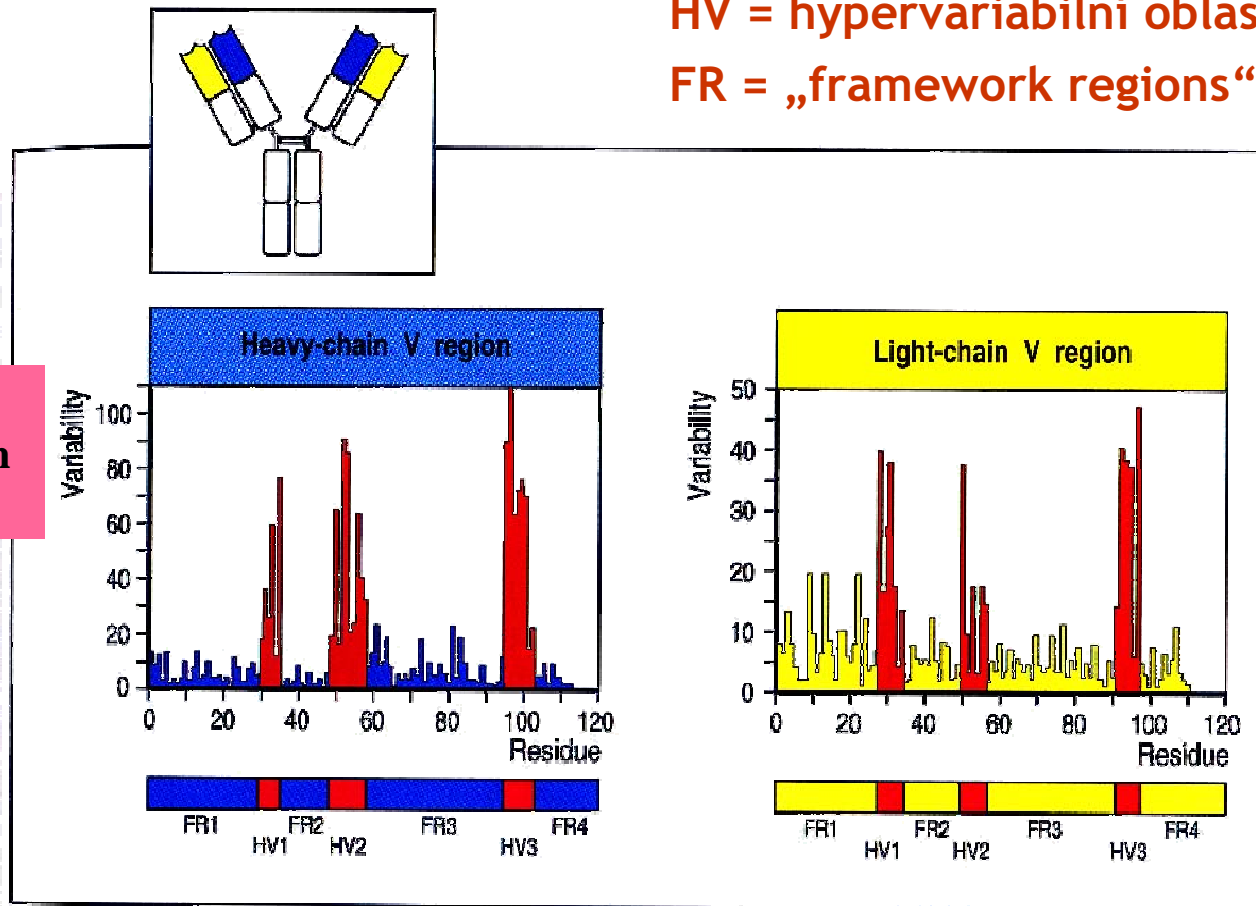 HV = hypervariabilni oblas
FR = „framework regions“
n
Heavy-chain V region
Variability
100
80
60
40
20
0
0 20 40 60 80 100 120
Residue
FR1 FR2 FR3 FR4
HV1 HV2 HV3
Light-chain V region
Variability
50
40
30
20
10
0
0 20 40 60 80 100 120
Residue
FR1 FR2 FR3 FR4
HV1 HV2 HV3